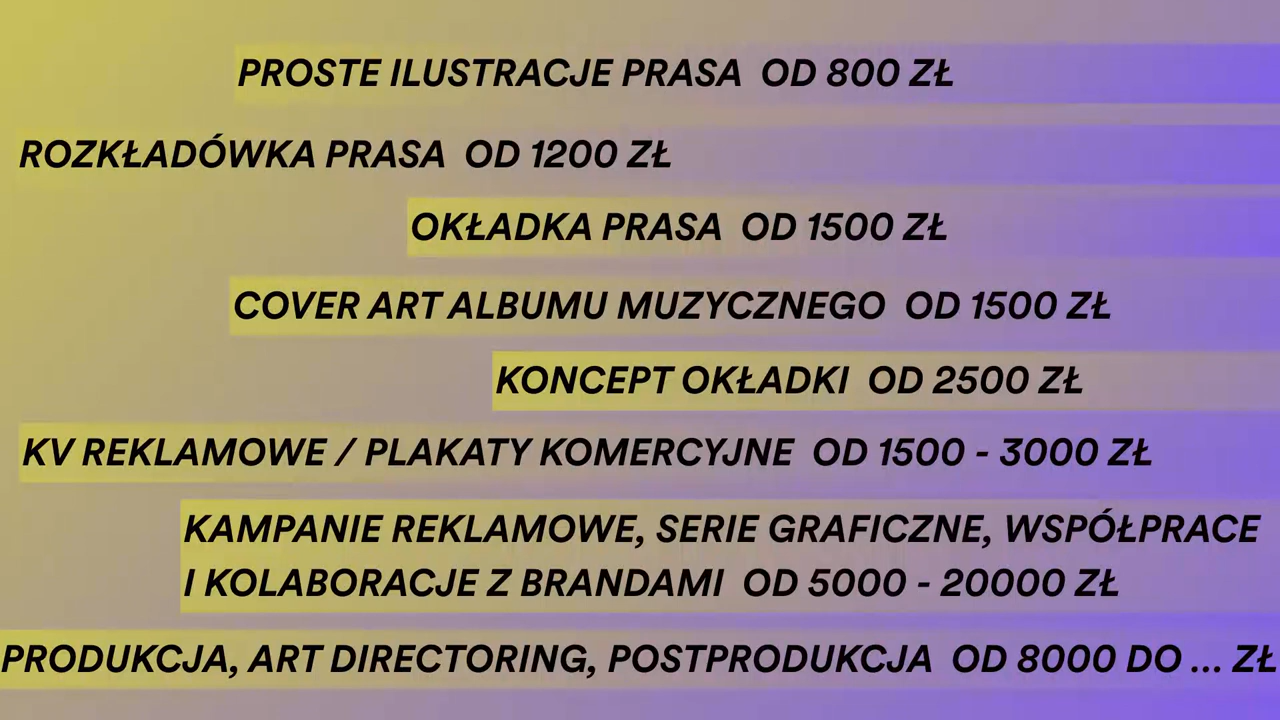 PROSTE ILUSTRACJE PRASA OD 800 ZŁ
ROZKŁADÓWKA PRASA OD 1200 ZŁ
OKŁADKA PRASA OD 1500 ZŁ
COVER ART ALBUMU MUZYCZNEGO OD 1500 ZŁ
KONCEPT OKŁADKI OD 2500 ZŁ
KV REKLAMOWE / PLAKATY KOMERCYJNE OD 1500 - 3000 ZŁ
KAMPANIE REKLAMOWE, SERIE GRAFICZNE, WSPÓŁPRACE
I KOLABORACJE Z BRANDAMI OD 5000 - 20000 ZŁ
PRODUKCJA, ART DIRECTORING, POSTPRODUKCJA OD 8000 DO ... ZŁ